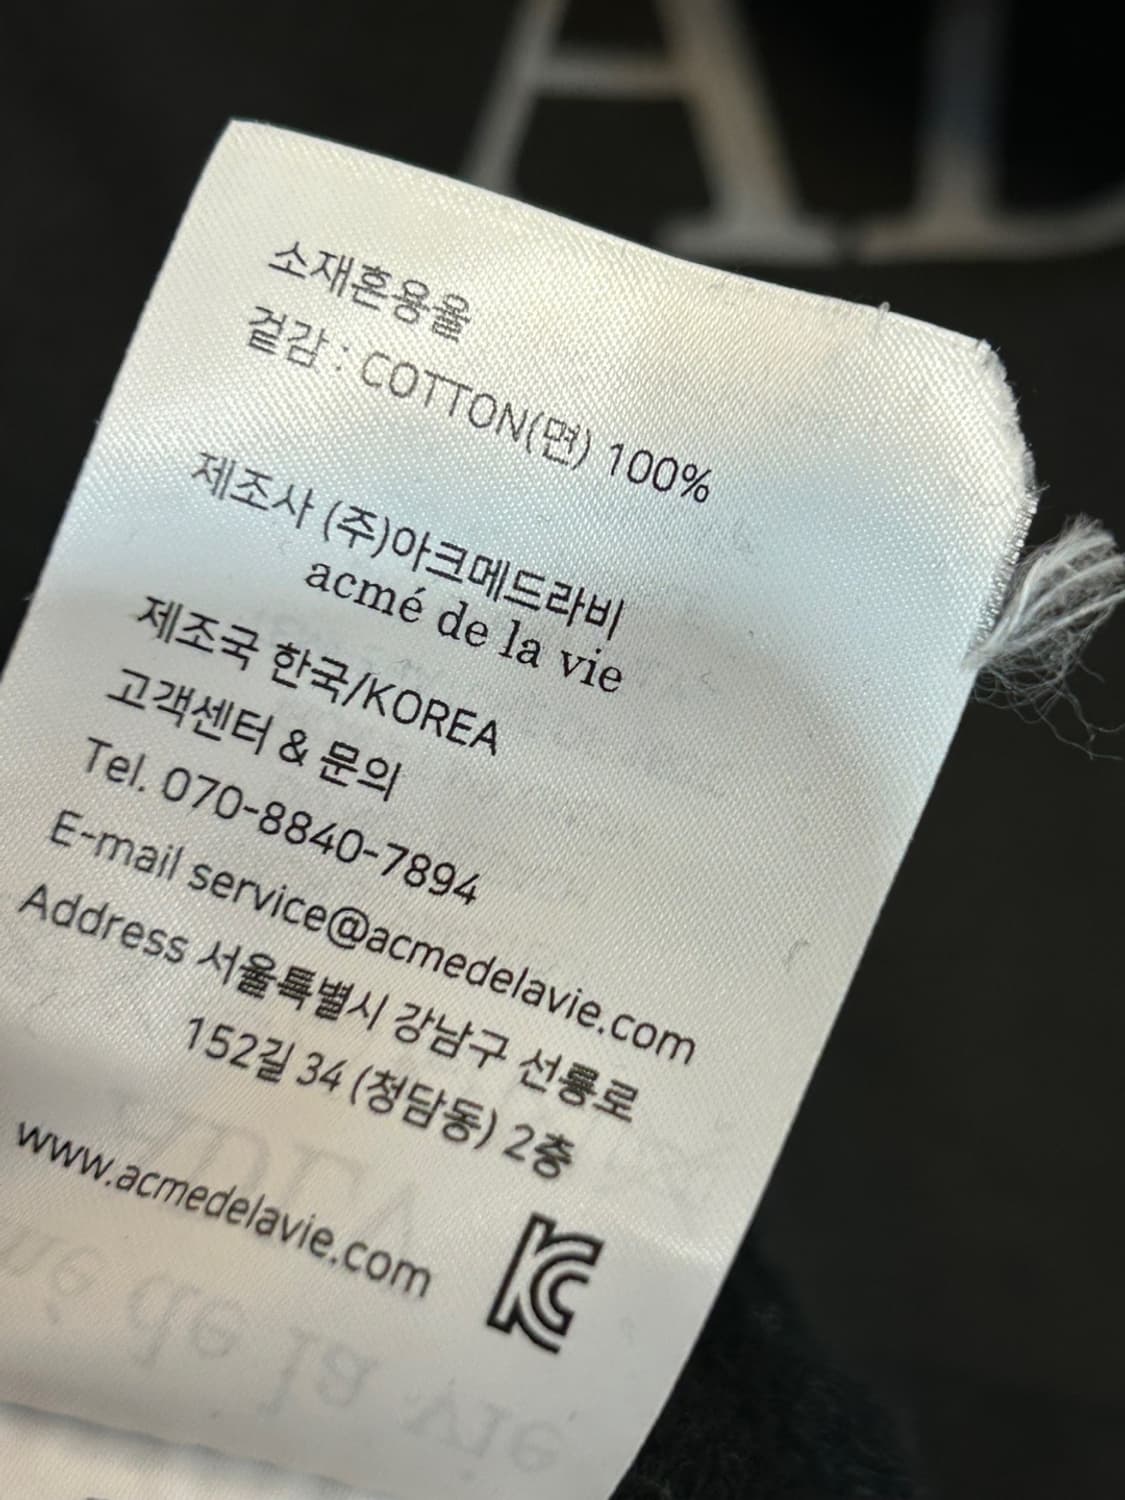 소재혼용율
겉감 : COTTON(면) 100%
제조사 (주)아크메드라비
acmé de la vie
제조국 한국/KOREA
고객센터 & 문의
Tel. 070-8840-7894
E-mail service@acmedelavie.com
Address 서울특별시 강남구 선릉로
152길 34 (청담동) 2층
www.acmedelavie.com
KC